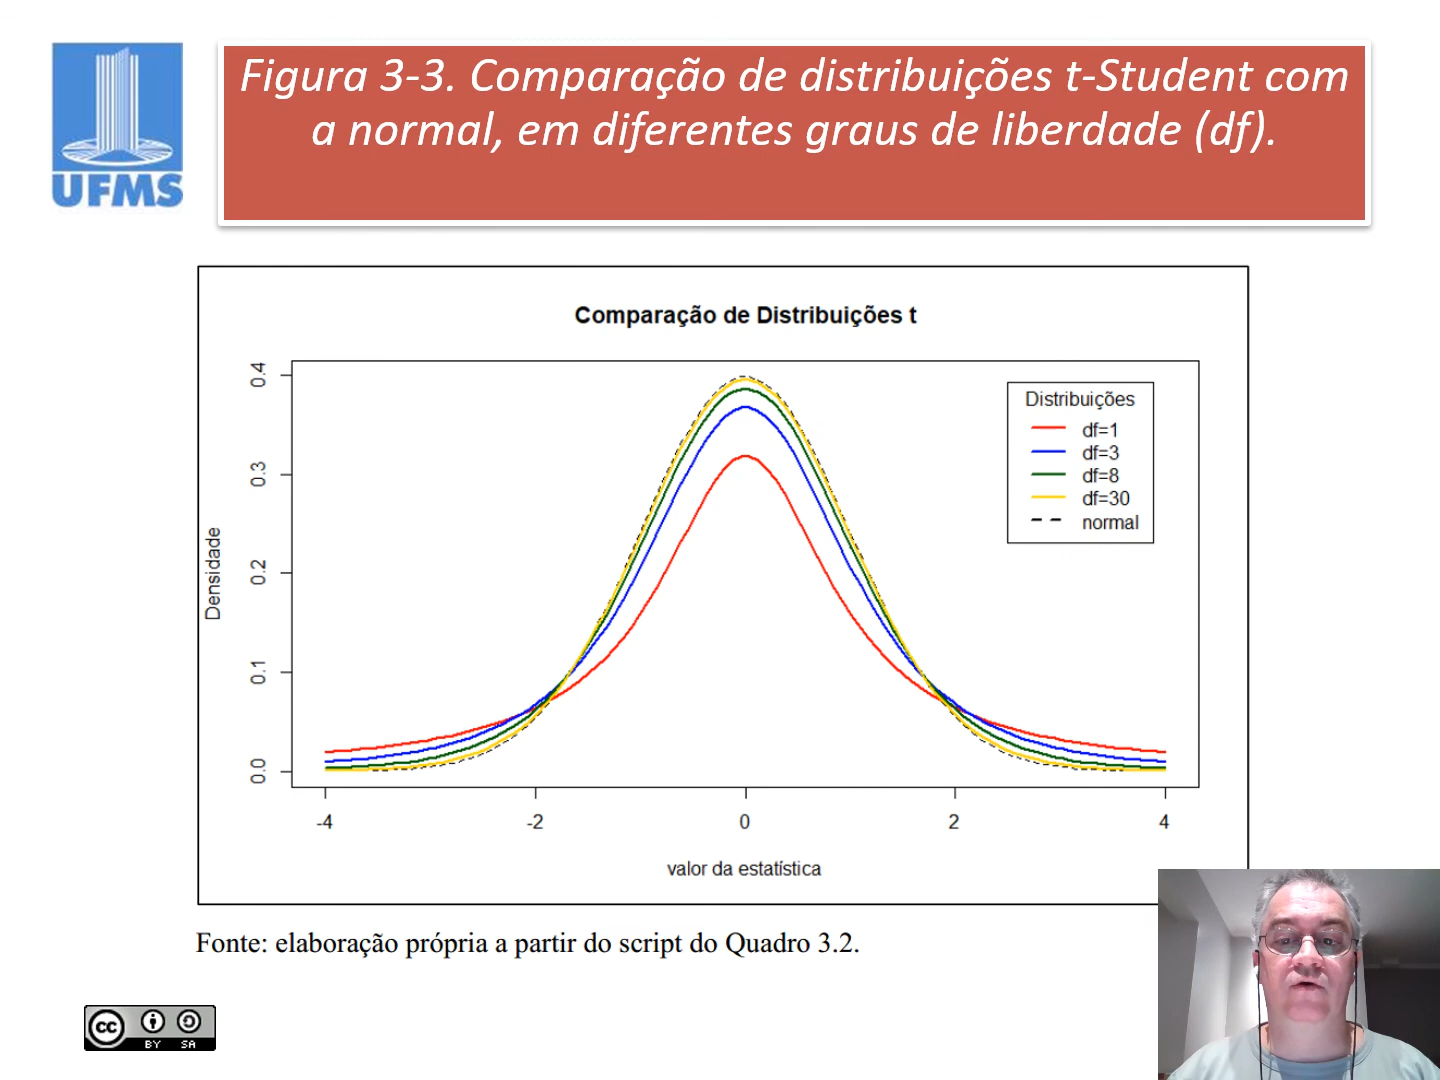 UFMS
Figura 3-3. Comparação de distribuições t-Student com
a normal, em diferentes graus de liberdade (df).
Comparação de Distribuições t
Densidade
0.4
0.3
0.2
0.1
0.0
Distribuições
df=1
df=3
df=8
df=30
normal
-4
-2
0
2
4
valor da estatística
Fonte: elaboração própria a partir do script do Quadro 3.2.
cc
BY SA